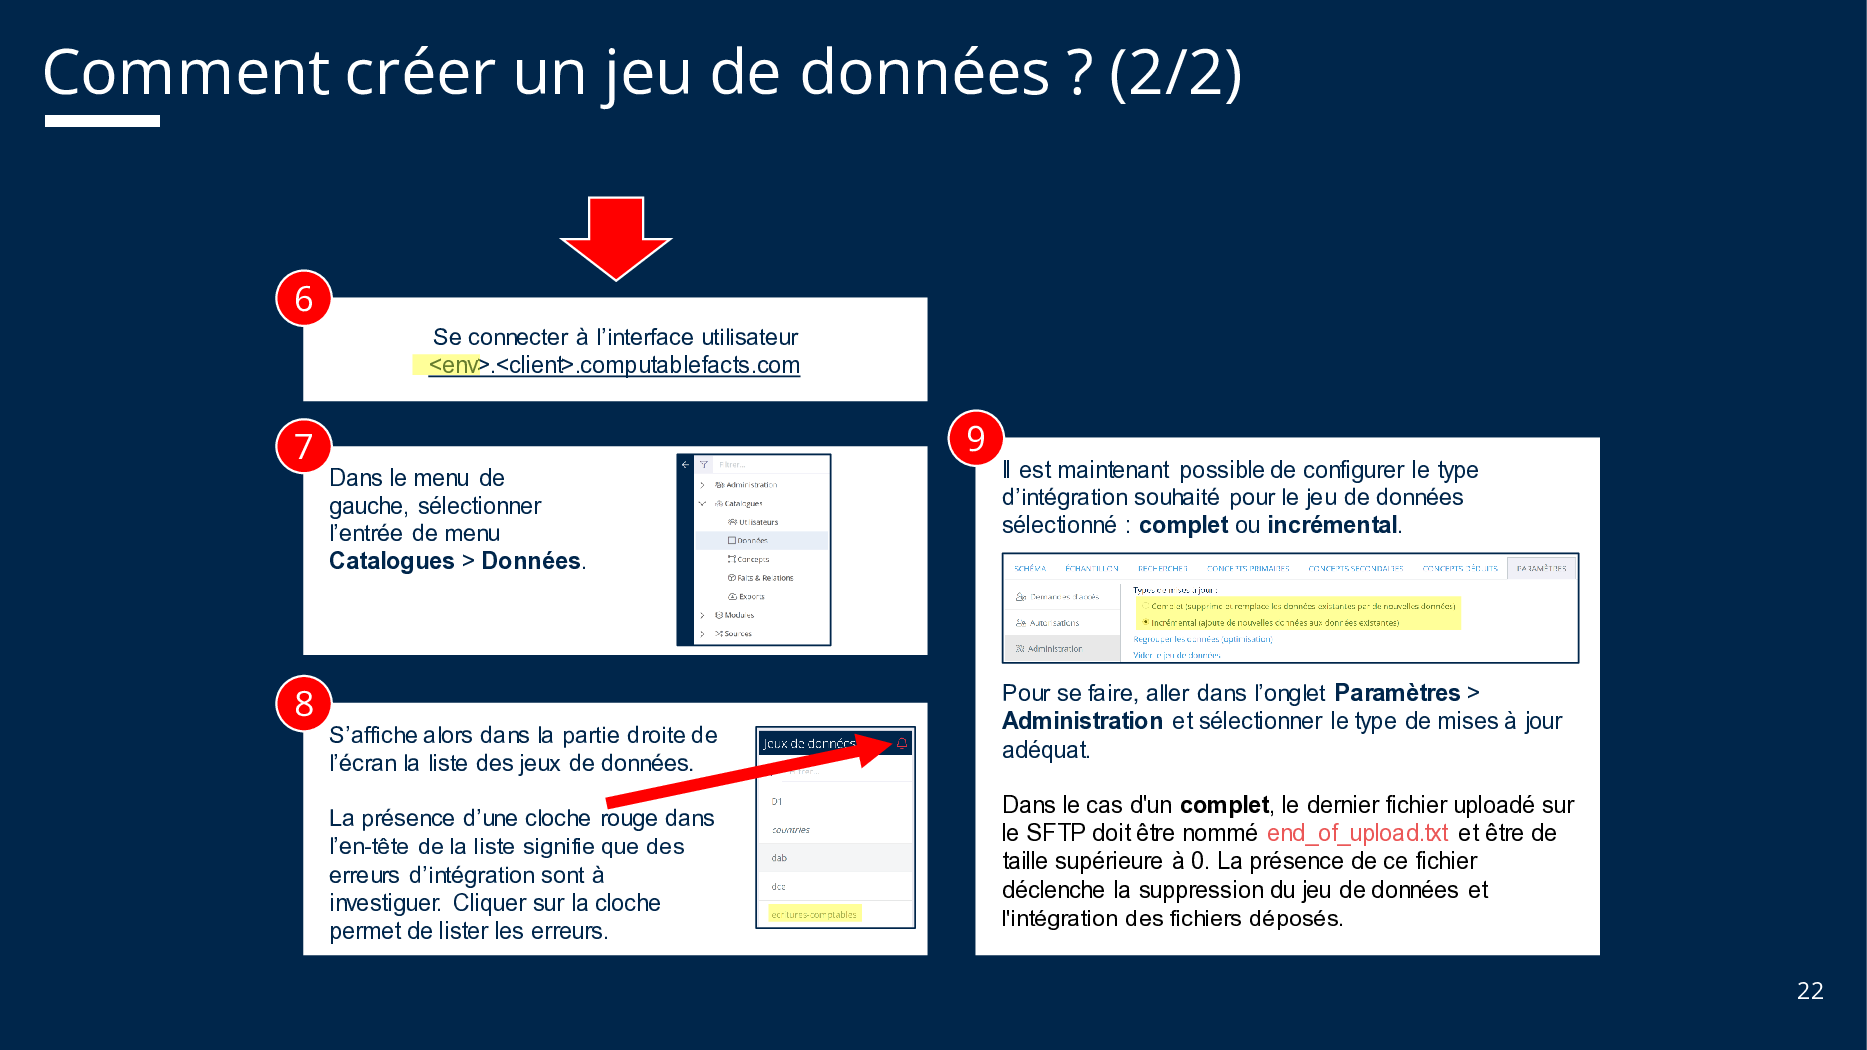 Comment créer un jeu de données ? (2/2)
6
Se connecter à l’interface utilisateur
<env>.<client>.computablefacts.com
7
Dans le menu de
gauche, sélectionner
l’entrée de menu
Catalogues > Données.
Filtrer...
Administration
Catalogues
Utilisateurs
Données
Concepts
Faits & Relations
Exports
Modules
Sources
8
S’affiche alors dans la partie droite de
l’écran la liste des jeux de données.
La présence d’une cloche rouge dans
l’en-tête de la liste signifie que des
erreurs d’intégration sont à
investiguer. Cliquer sur la cloche
permet de lister les erreurs.
Jeux de données
D1
countries
dab
dcc
ecritures-comptables
9
Il est maintenant possible de configurer le type
d’intégration souhaité pour le jeu de données
sélectionné : complet ou incrémental.
SCHÉMA ÉCHANTILLON RECHERCHER CONCEPTS PRIMAIRES CONCEPTS SECONDAIRES CONCEPTS DÉDUITS PARAMÈTRES
Demandes d'accès
Autorisations
Administration
Types de mises à jour :
Complet (supprime ou remplace les données existantes par de nouvelles données)
Incrémental (ajoute de nouvelles données aux données existantes)
Regrouper les données (optimisation)
Vider le jeu de données
Pour se faire, aller dans l’onglet Paramètres >
Administration et sélectionner le type de mises à jour
adéquat.
Dans le cas d'un complet, le dernier fichier uploadé sur
le SFTP doit être nommé end_of_upload.txt et être de
taille supérieure à 0. La présence de ce fichier
déclenche la suppression du jeu de données et
l'intégration des fichiers déposés.
22